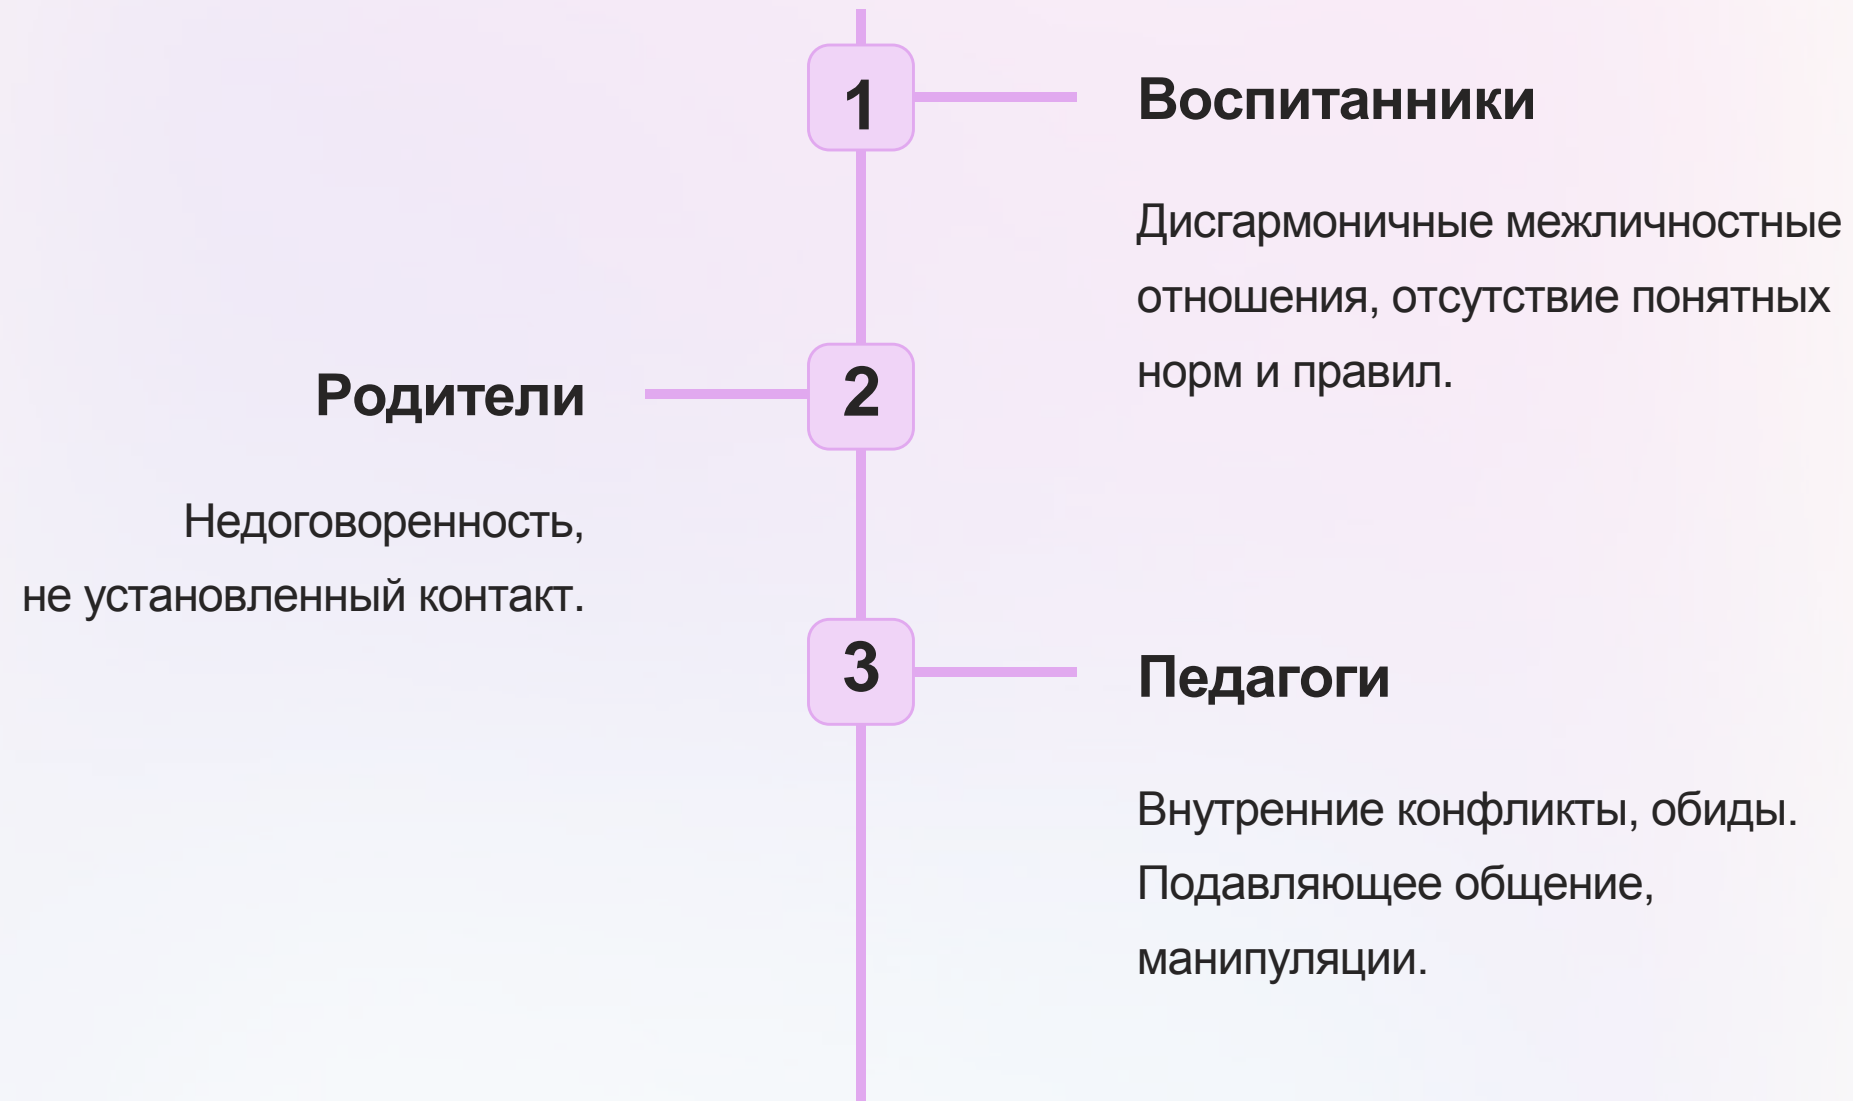 1
Воспитанники
Дисгармоничные межличностные
отношения, отсутствие понятных
норм и правил.
2
Родители
Недоговоренность,
не установленный контакт.
3
Педагоги
Внутренние конфликты, обиды.
Подавляющее общение,
манипуляции.